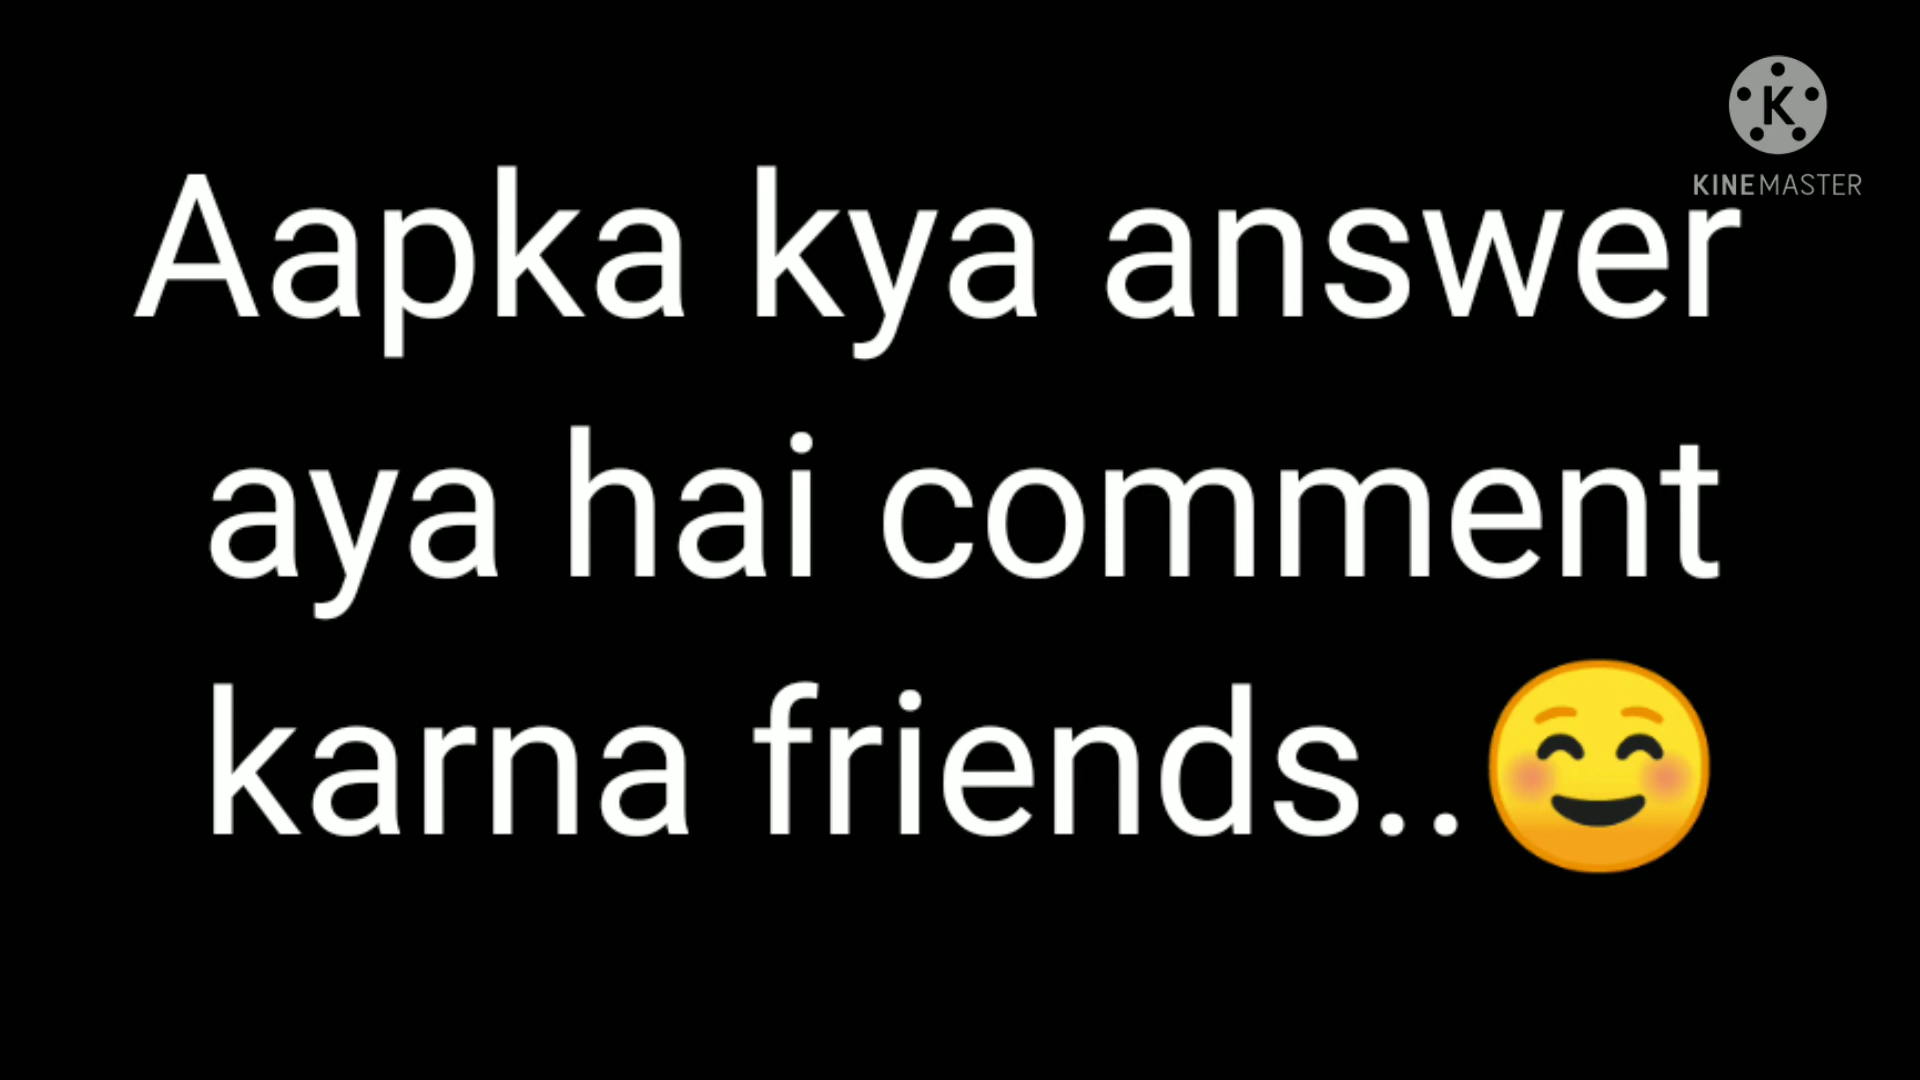 K
KINEMASTER
Aapka kya answer
aya hai comment
karna friends..☺️